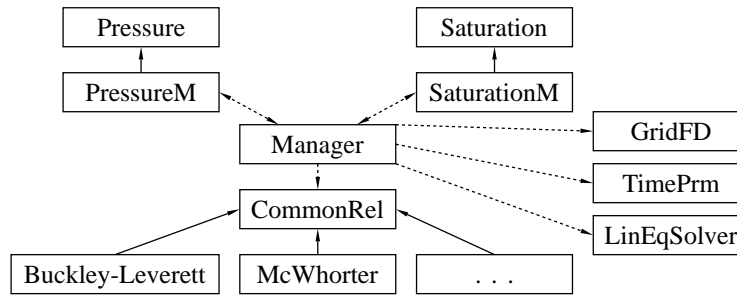 Pressure
Saturation
PressureM
SaturationM
GridFD
Manager
TimePrm
CommonRel
LinEqSolver
Buckley-Leverett
McWhorter
. . .